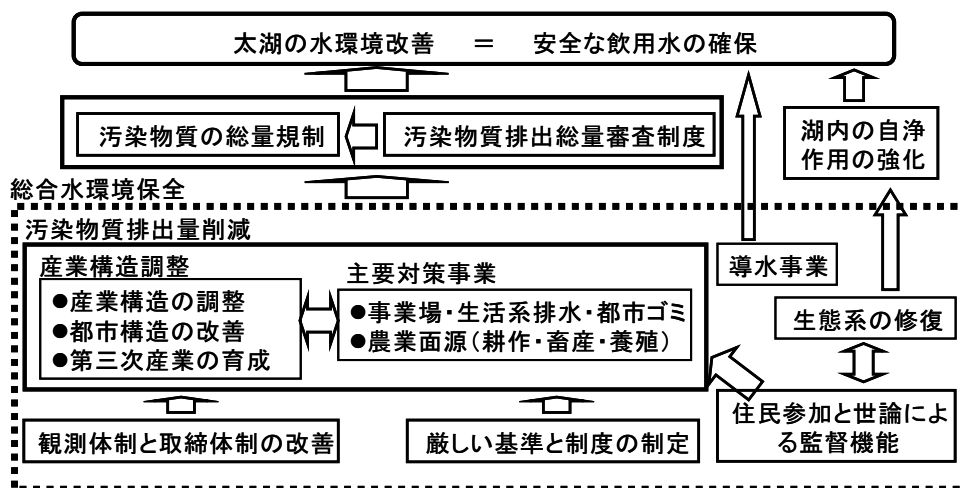 太湖の水環境改善 = 安全な飲用水の確保
汚染物質の総量規制
汚染物質排出総量審査制度
湖内の自浄
作用の強化
総合水環境保全
汚染物質排出量削減
産業構造調整
●産業構造の調整
●都市構造の改善
●第三次産業の育成
主要対策事業
●事業場・生活系排水・都市ゴミ
●農業面源(耕作・畜産・養殖)
導水事業
生態系の修復
観測体制と取締体制の改善
厳しい基準と制度の制定
住民参加と世論によ
る監督機能